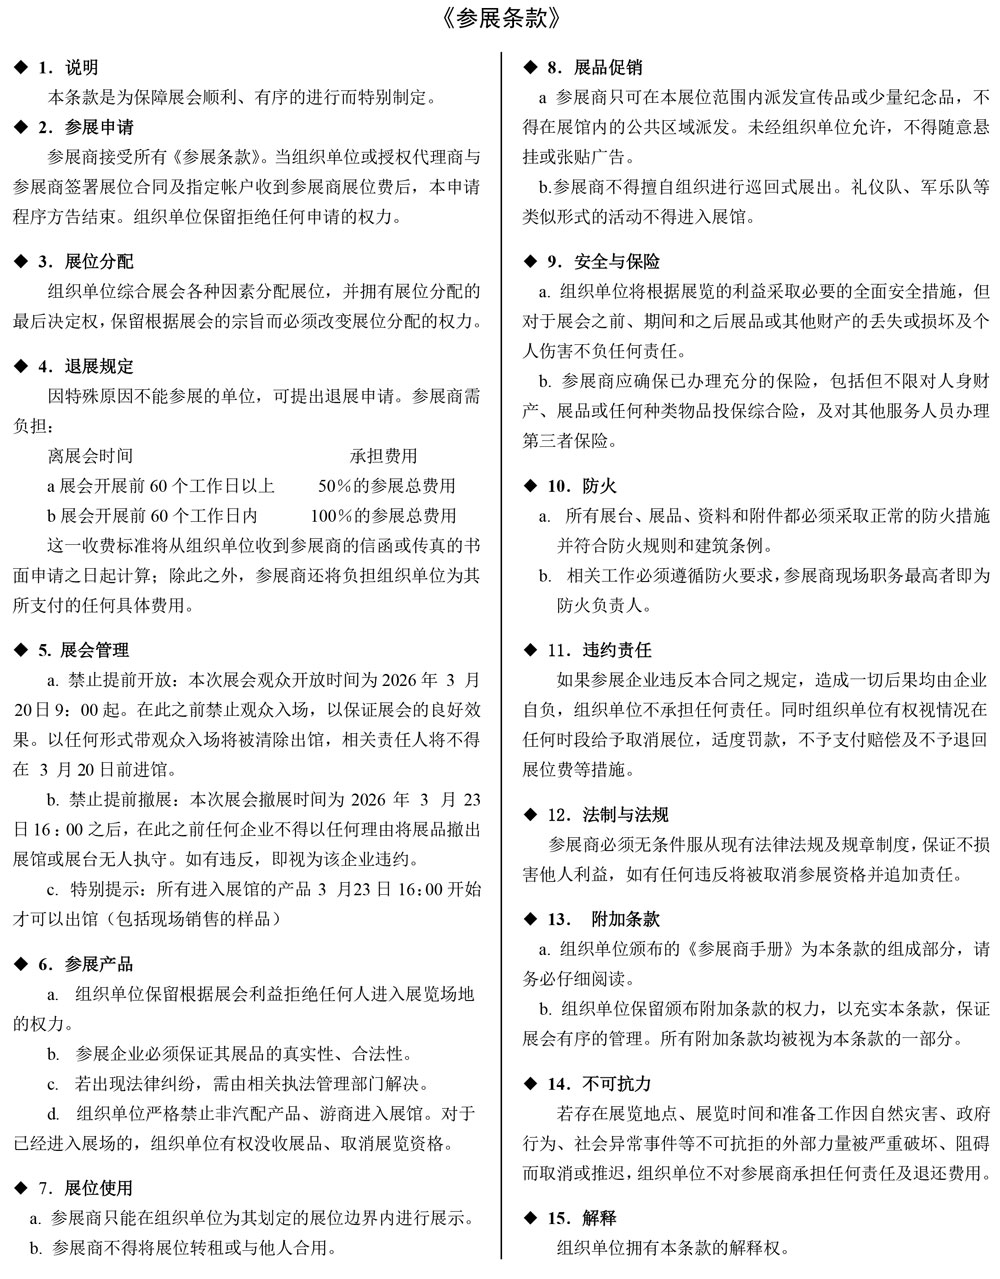 《参展条款》
◆ 1．说明
本条款是为保障展会顺利、有序的进行而特别制定。
◆ 2．参展申请
参展商接受所有《参展条款》。当组织单位或授权代理商与
参展商签署展位合同及指定帐户收到参展商展位费后，本申请
程序方告结束。组织单位保留拒绝任何申请的权力。
◆ 3．展位分配
组织单位综合展会各种因素分配展位，并拥有展位分配的
最后决定权，保留根据展会的宗旨而必须改变展位分配的权力。
◆ 4．退展规定
因特殊原因不能参展的单位，可提出退展申请。参展商需
负担：
离展会时间 承担费用
a 展会开展前 60 个工作日以上 50％的参展总费用
b 展会开展前 60 个工作日内 100％的参展总费用
这一收费标准将从组织单位收到参展商的信函或传真的书
面申请之日起计算；除此之外，参展商还将负担组织单位为其
所支付的任何具体费用。
◆ 5. 展会管理
a. 禁止提前开放：本次展会观众开放时间为 2026 年 3 月
20 日 9：00 起。在此之前禁止观众入场，以保证展会的良好效
果。以任何形式带观众入场将被清除出馆，相关责任人将不得
在 3 月 20 日前进馆。
b. 禁止提前撤展：本次展会撤展时间为 2026 年 3 月 23
日 16：00 之后，在此之前任何企业不得以任何理由将展品撤出
展馆或展台无人执守。如有违反，即视为该企业违约。
c. 特别提示：所有进入展馆的产品 3 月23 日 16:00 开始
才可以出馆（包括现场销售的样品）
◆ 6．参展产品
a. 组织单位保留根据展会利益拒绝任何人进入展览场地
的权力。
b. 参展企业必须保证其展品的真实性、合法性。
c. 若出现法律纠纷，需由相关执法管理部门解决。
d. 组织单位严格禁止非汽配产品、游商进入展馆。对于
已经进入展场的，组织单位有权没收展品、取消展览资格。
◆ 7．展位使用
a. 参展商只能在组织单位为其划定的展位边界内进行展示。
b. 参展商不得将展位转租或与他人合用。
◆ 8．展品促销
a 参展商只可在本展位范围内派发宣传品或少量纪念品，不
得在展馆内的公共区域派发。未经组织单位允许，不得随意悬
挂或张贴广告。
b.参展商不得擅自组织进行巡回式展出。礼仪队、军乐队等
类似形式的活动不得进入展馆。
◆ 9．安全与保险
a. 组织单位将根据展览的利益采取必要的全面安全措施，但
对于展会之前、期间和之后展品或其他财产的丢失或损坏及个
人伤害不负任何责任。
b. 参展商应确保已办理充分的保险，包括但不限对人身财
产、展品或任何种类物品投保综合险，及对其他服务人员办理
第三者保险。
◆ 10．防火
a. 所有展台、展品、资料和附件都必须采取正常的防火措施
并符合防火规则和建筑条例。
b. 相关工作必须遵循防火要求，参展商现场职务最高者即为
防火负责人。
◆ 11．违约责任
如果参展企业违反本合同之规定，造成一切后果均由企业
自负，组织单位不承担任何责任。同时组织单位有权视情况在
任何时段给予取消展位，适度罚款，不予支付赔偿及不予退回
展位费等措施。
◆ 12．法制与法规
参展商必须无条件服从现有法律法规及规章制度，保证不损
害他人利益，如有任何违反将被取消参展资格并追加责任。
◆ 13． 附加条款
a. 组织单位颁布的《参展商手册》为本条款的组成部分，请
务必仔细阅读。
b. 组织单位保留颁布附加条款的权力，以充实本条款，保证
展会有序的管理。所有附加条款均被视为本条款的一部分。
◆ 14．不可抗力
若存在展览地点、展览时间和准备工作因自然灾害、政府
行为、社会异常事件等不可抗拒的外部力量被严重破坏、阻碍
而取消或推迟，组织单位不对参展商承担任何责任及退还费用。
◆ 15．解释
组织单位拥有本条款的解释权。